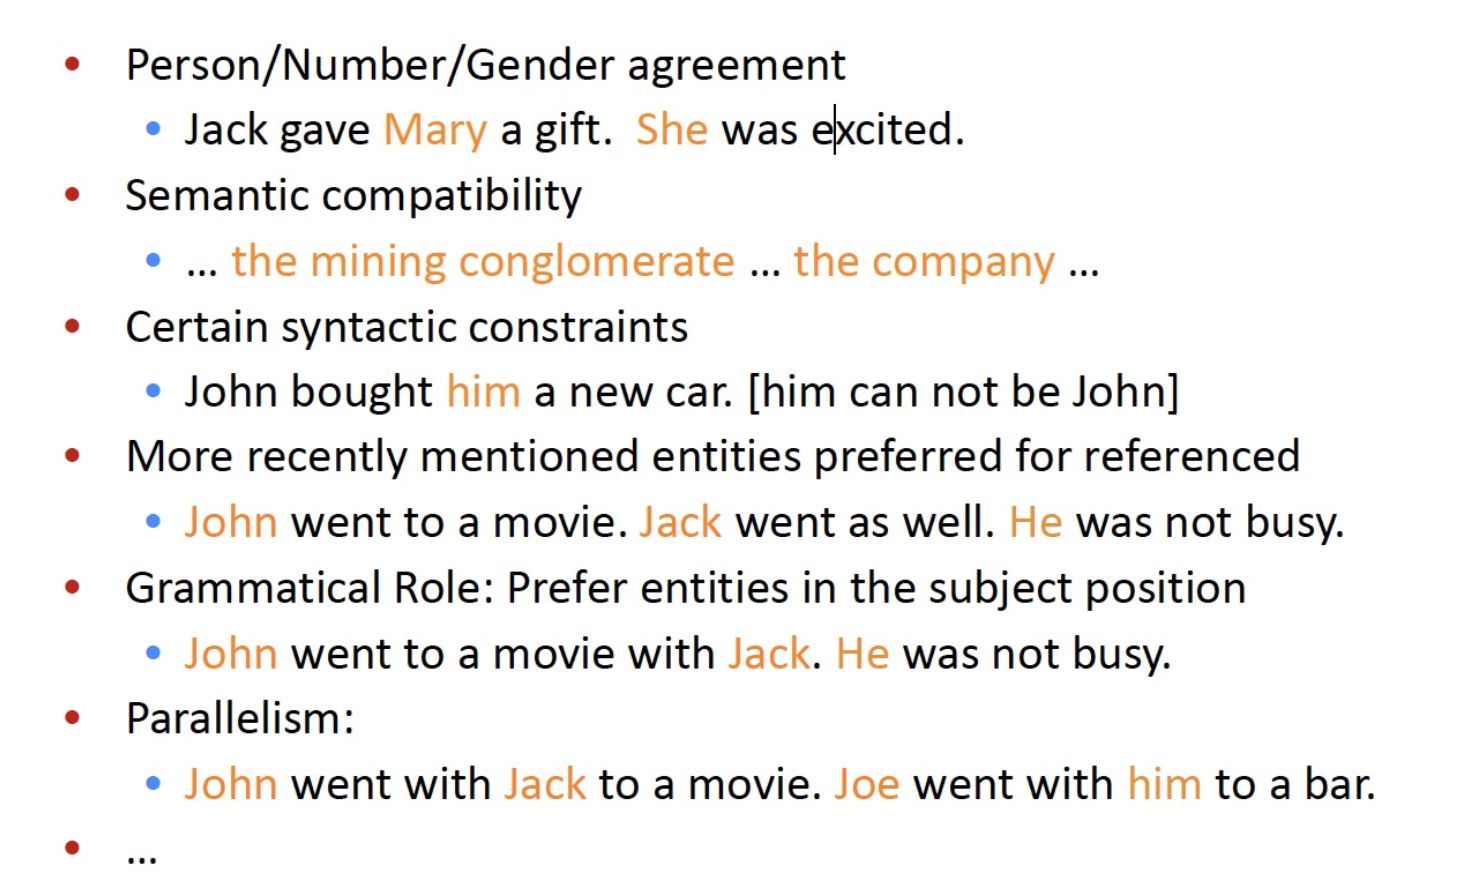 • Person/Number/Gender agreement
• Jack gave Mary a gift. She was excited.
• Semantic compatibility
• ... the mining conglomerate ... the company ...
• Certain syntactic constraints
• John bought him a new car. [him can not be John]
• More recently mentioned entities preferred for referenced
• John went to a movie. Jack went as well. He was not busy.
• Grammatical Role: Prefer entities in the subject position
• John went to a movie with Jack. He was not busy.
• Parallelism:
• John went with Jack to a movie. Joe went with him to a bar.
• ...